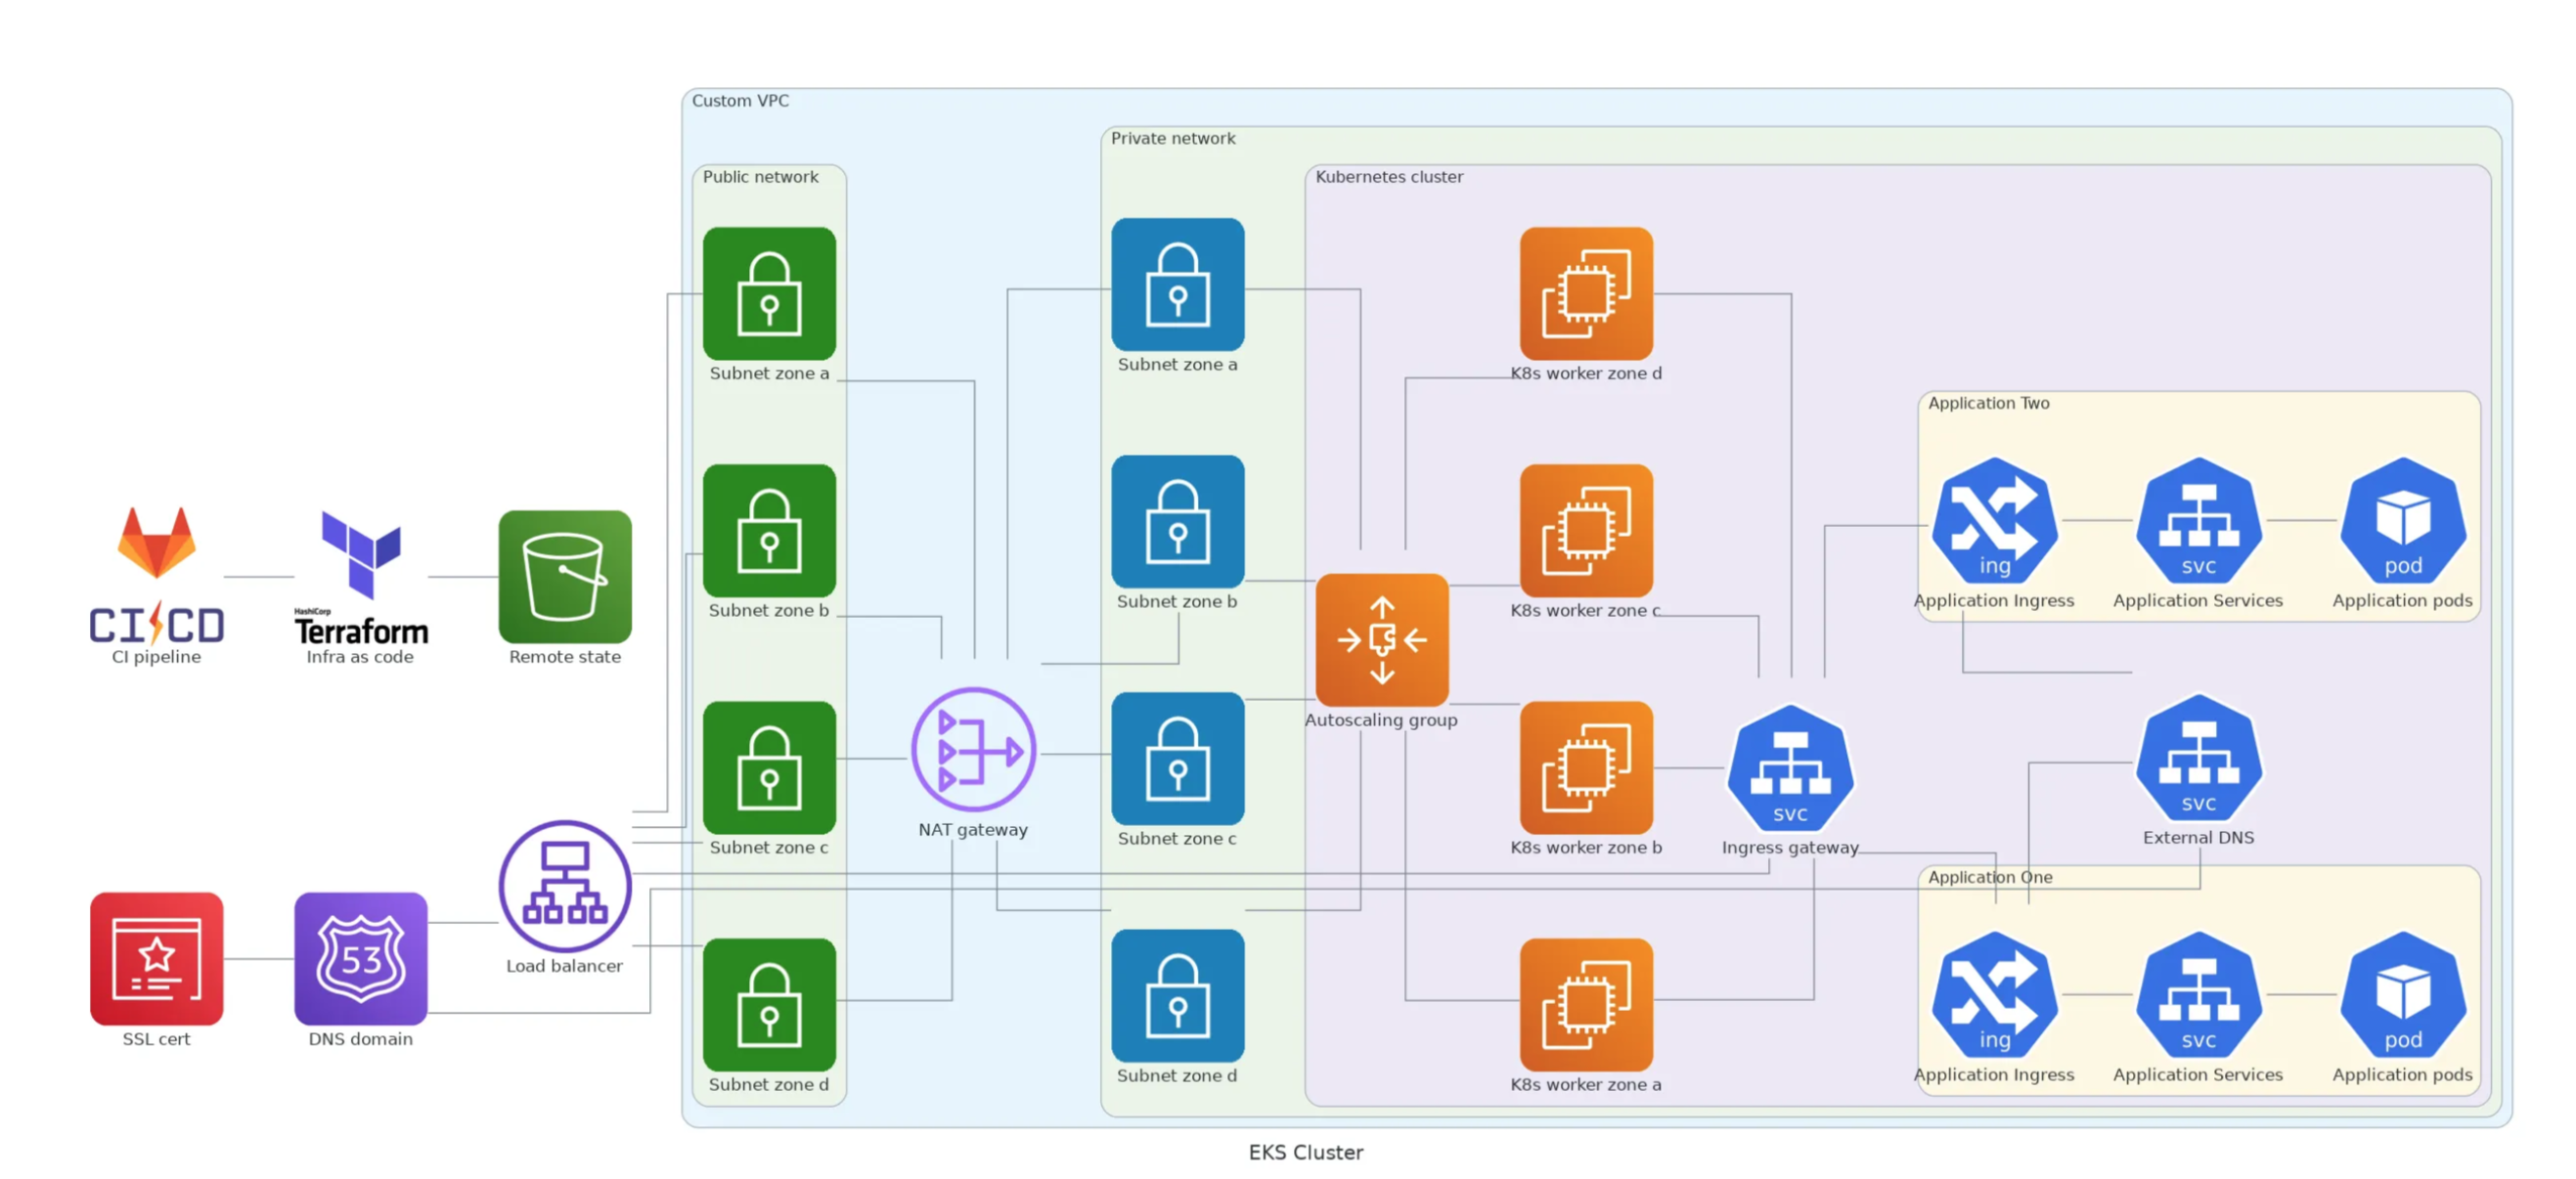 Custom VPC
Private network
Public network
Kubernetes cluster
Subnet zone a
Subnet zone a
K8s worker zone d
Application Two
ing
svc
pod
Application Ingress
Application Services
Application pods
Subnet zone b
Subnet zone b
K8s worker zone c
CI CD
CI pipeline
HashiCorp
Terraform
Infra as code
Remote state
Autoscaling group
svc
Ingress gateway
svc
External DNS
NAT gateway
Subnet zone c
Subnet zone c
K8s worker zone b
Load balancer
SSL cert
53
DNS domain
Application One
ing
svc
pod
Application Ingress
Application Services
Application pods
Subnet zone d
Subnet zone d
K8s worker zone a
EKS Cluster